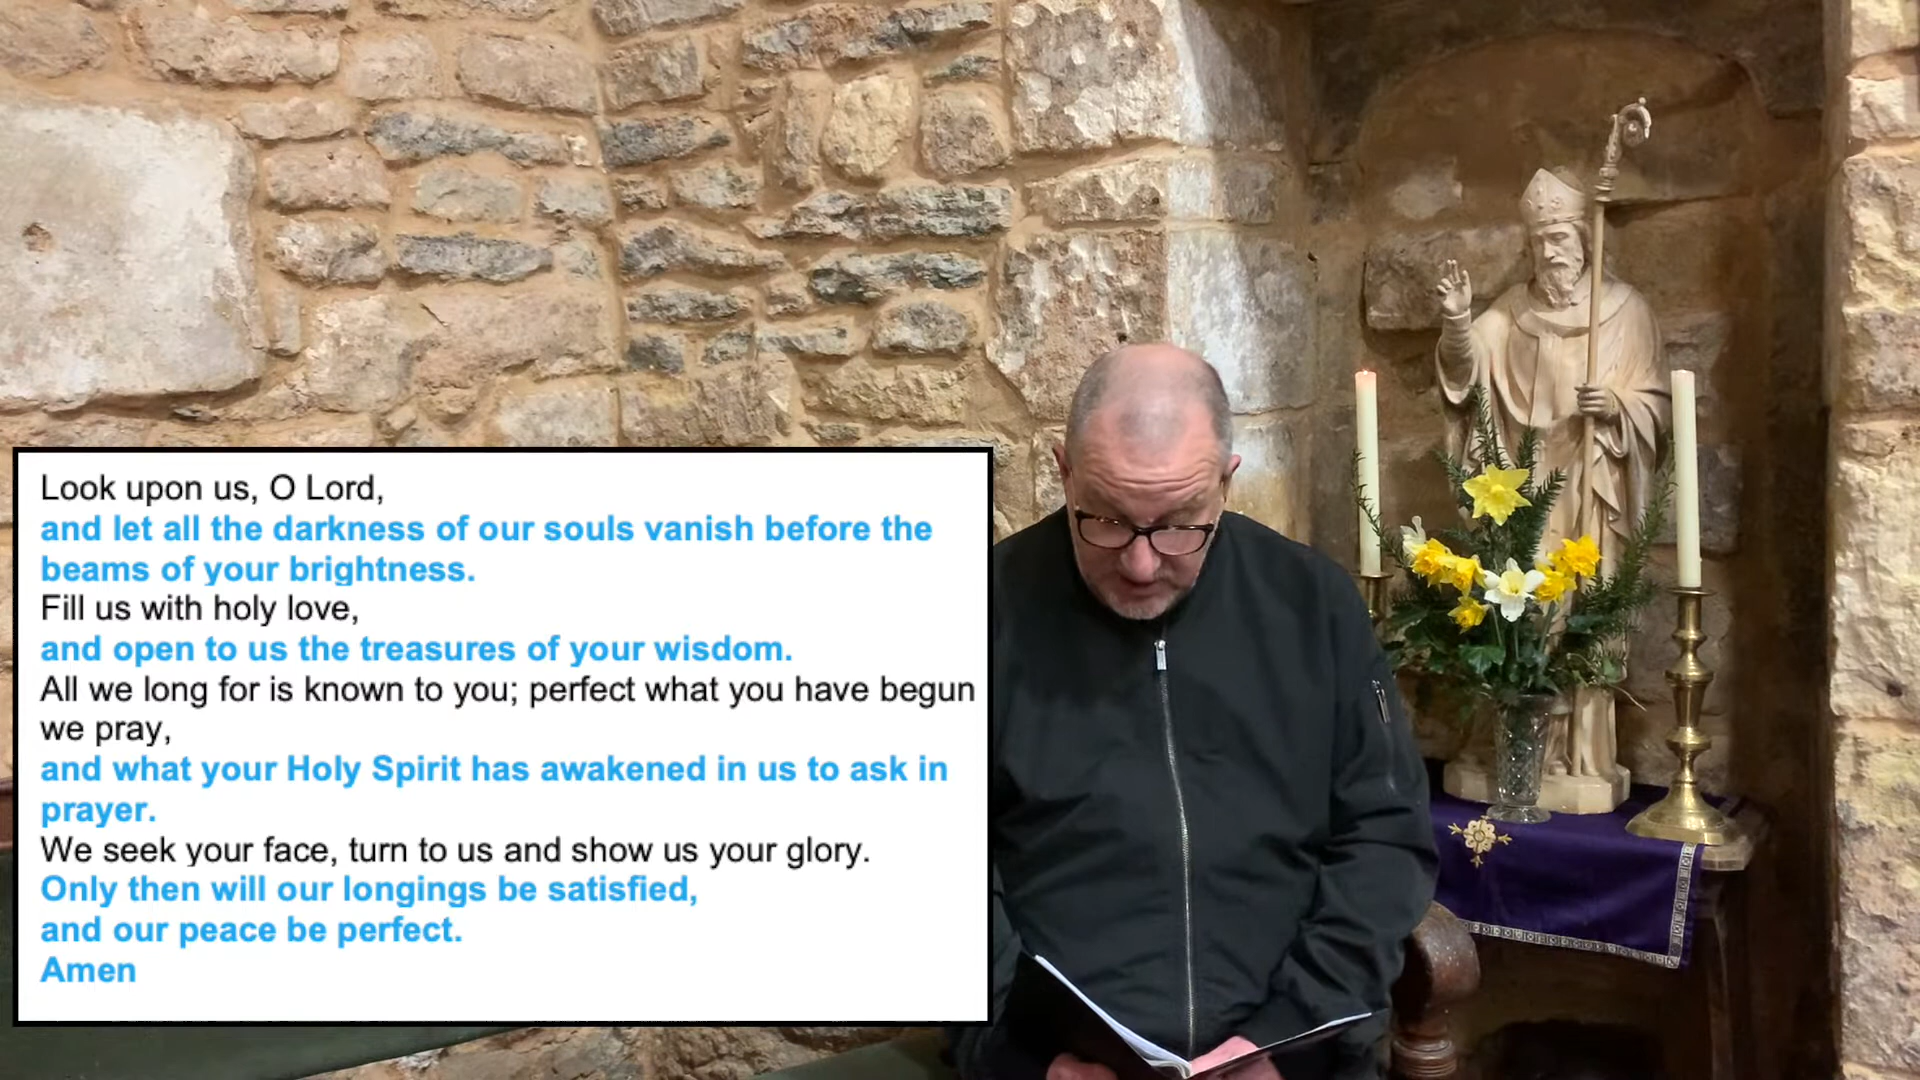 Look upon us, O Lord,
and let all the darkness of our souls vanish before the
beams of your brightness.
Fill us with holy love,
and open to us the treasures of your wisdom.
All we long for is known to you; perfect what you have begun
we pray,
and what your Holy Spirit has awakened in us to ask in
prayer.
We seek your face, turn to us and show us your glory.
Only then will our longings be satisfied,
and our peace be perfect.
Amen